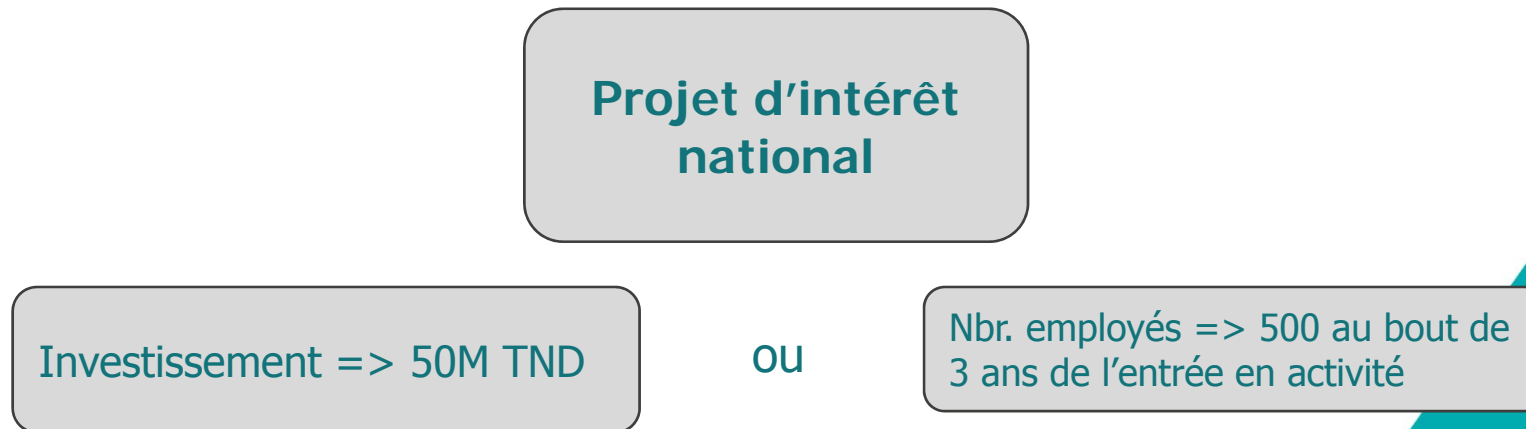 Projet d’intérêt
national
Investissement => 50M TND
ou
Nbr. employés => 500 au bout de
3 ans de l’entrée en activité